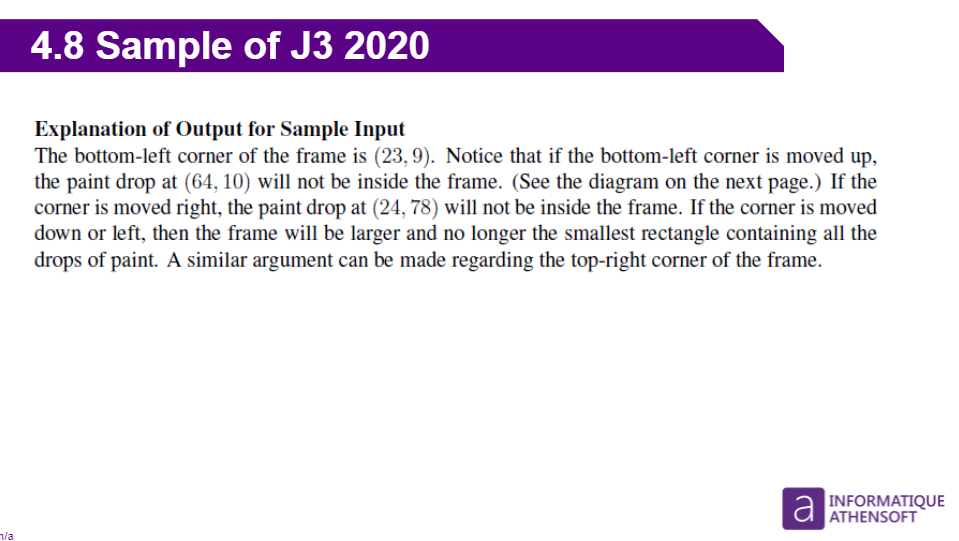 4.8 Sample of J3 2020
Explanation of Output for Sample Input
The bottom-left corner of the frame is (23, 9). Notice that if the bottom-left corner is moved up,
the paint drop at (64, 10) will not be inside the frame. (See the diagram on the next page.) If the
corner is moved right, the paint drop at (24, 78) will not be inside the frame. If the corner is moved
down or left, then the frame will be larger and no longer the smallest rectangle containing all the
drops of paint. A similar argument can be made regarding the top-right corner of the frame.
a INFORMATIQUE
ATHENSOFT
n/a